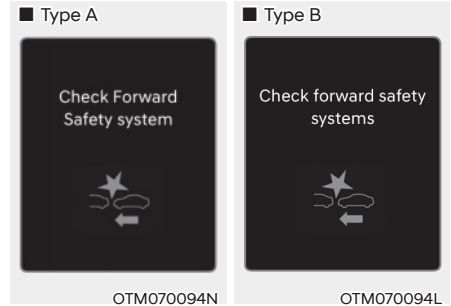 ■ Type A
Check Forward
Safety system
OTM070094N
■ Type B
Check forward safety
systems
OTM070094L